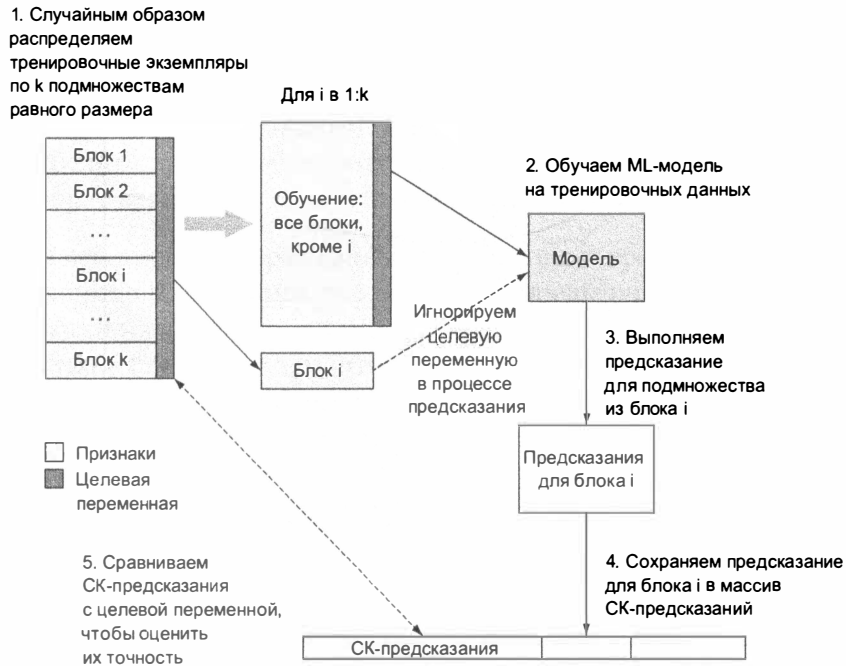 1. Случайным образом
распределяем
тренировочные экземпляры
по k подмножествам
равного размера
Для i в 1:k
Блок 1
Блок 2
...
Блок i
...
Блок k
Обучение:
все блоки,
кроме i
Блок i
2. Обучаем ML-модель
на тренировочных данных
Модель
Игнорируем
целевую
переменную
в процессе
предсказания
3. Выполняем
предсказание
для подмножества
из блока i
Признаки
Целевая
переменная
Предсказания
для блока i
5. Сравниваем
СК-предсказания
с целевой переменной,
чтобы оценить
их точность
4. Сохраняем предсказание
для блока i в массив
СК-предсказаний
СК-предсказания